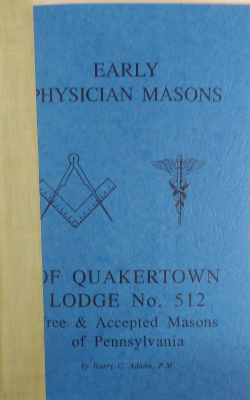 EARLY
PHYSICIAN MASONS
OF QUAKERTOWN
LODGE No. 512
Free & Accepted Masons
of Pennsylvania
by Harry C. Adams, P.M.